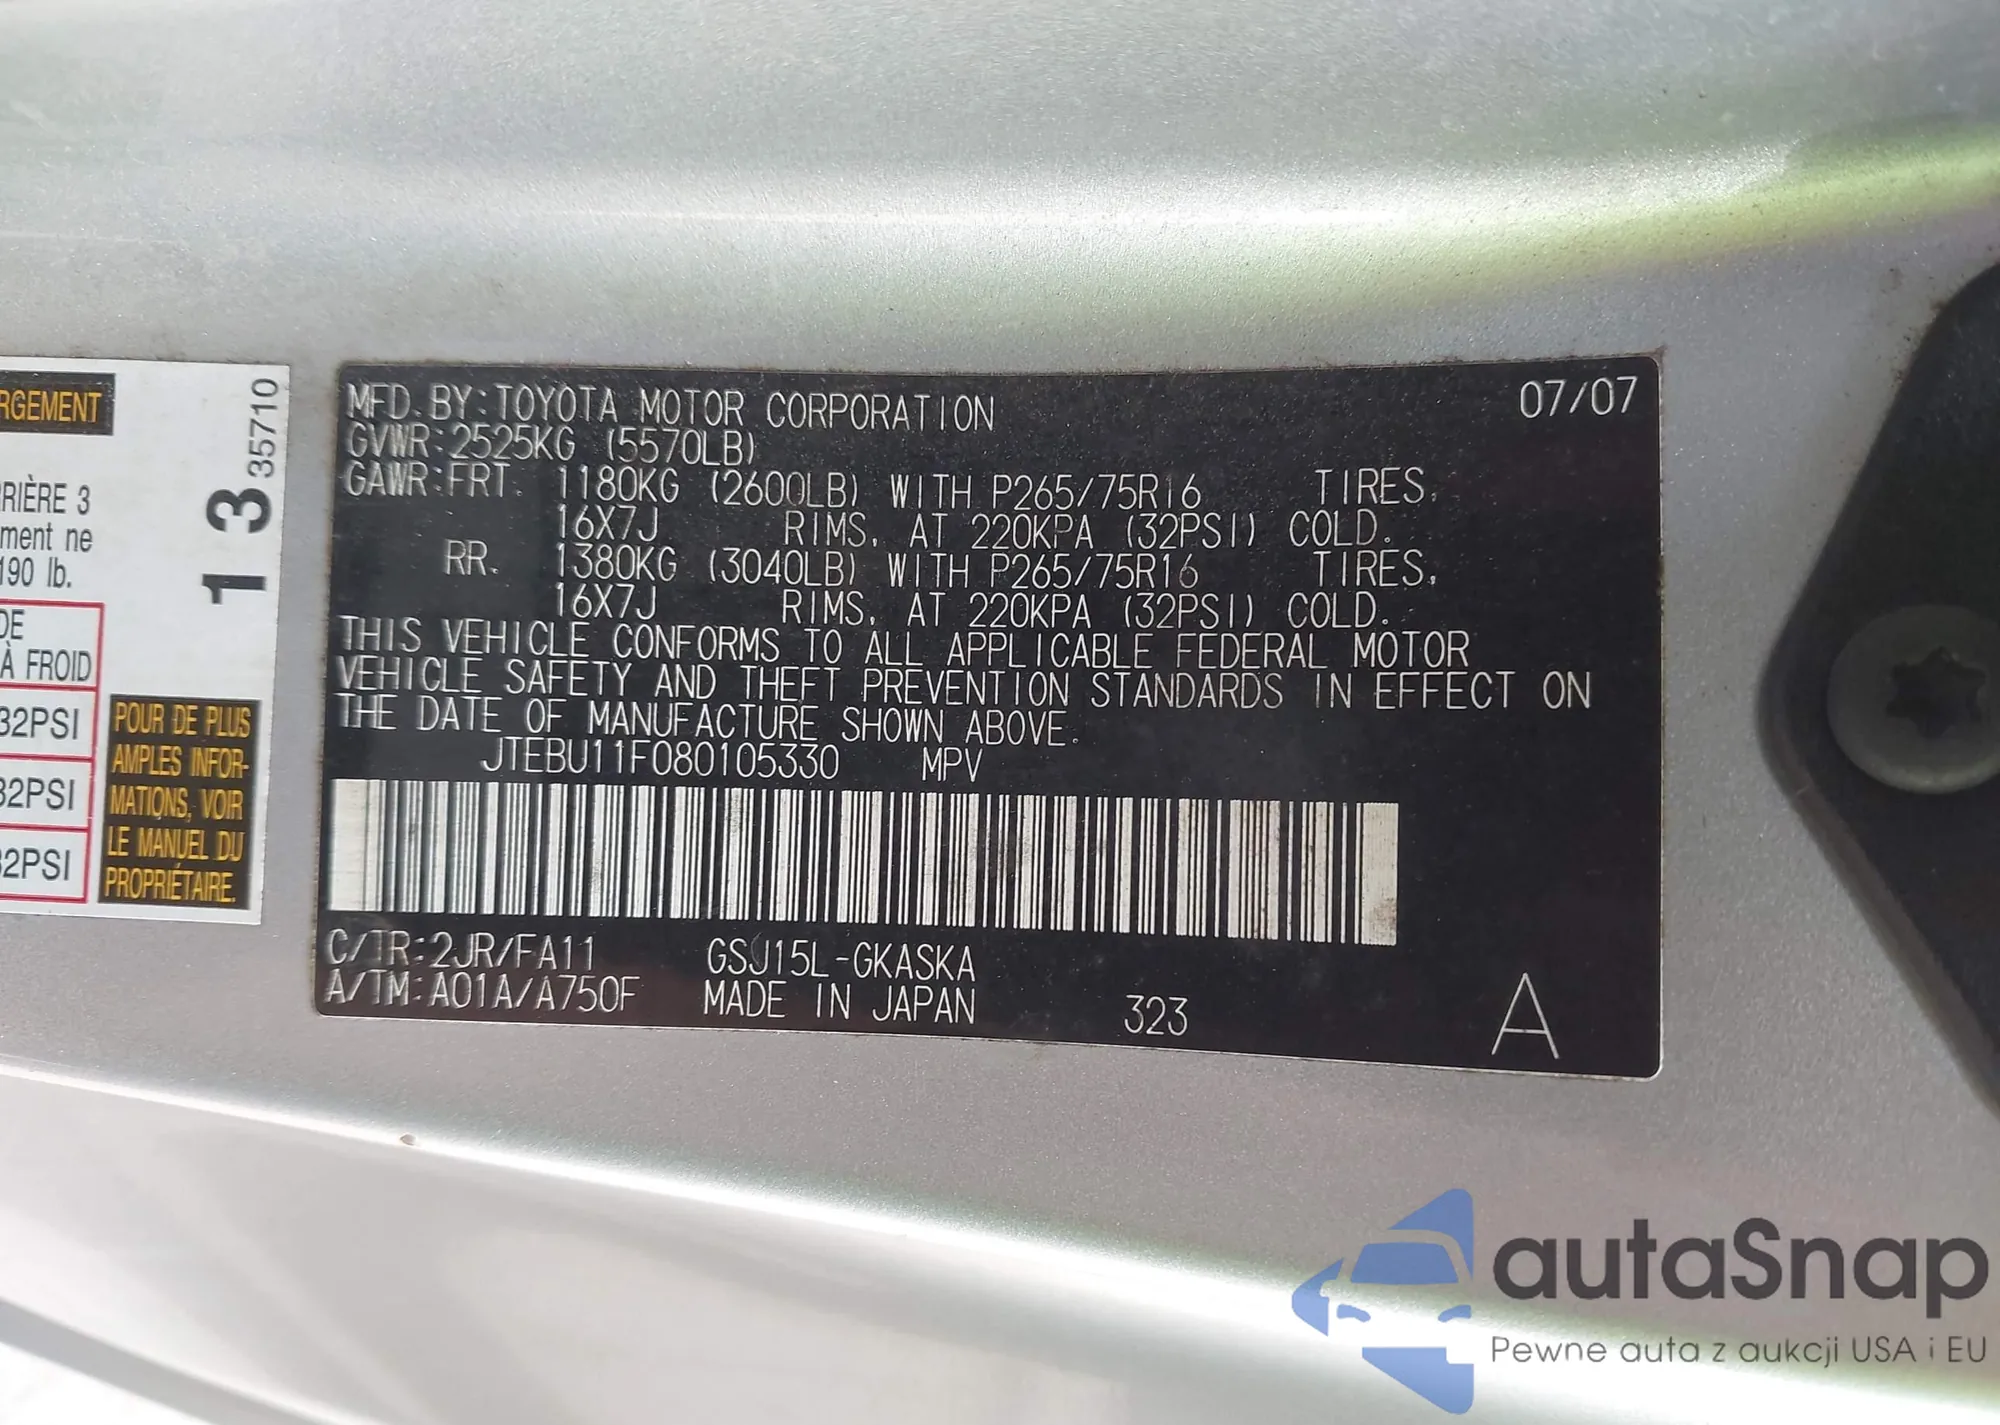 RGEMENT
35710
13
RIÈRE 3
ment ne
190 lb.
DE
À FROID
32PSI
32PSI
32PSI
POUR DE PLUS
AMPLES INFOR-
MATIONS, VOIR
LE MANUEL DU
PROPRIÉTAIRE.
MFD. BY:TOYOTA MOTOR CORPORATION 07/07
GVWR:2525KG (5570LB)
GAWR:FRT. 1180KG (2600LB) WITH P265/75R16 TIRES,
16X7J RIMS, AT 220KPA (32PSI) COLD.
RR. 1380KG (3040LB) WITH P265/75R16 TIRES,
16X7J RIMS, AT 220KPA (32PSI) COLD.
THIS VEHICLE CONFORMS TO ALL APPLICABLE FEDERAL MOTOR
VEHICLE SAFETY AND THEFT PREVENTION STANDARDS IN EFFECT ON
THE DATE OF MANUFACTURE SHOWN ABOVE.
JTEBU11F080105330 MPV
C/TR:2JR/FA11 GSJ15L-GKASKA
A/TM:A01A/A750F MADE IN JAPAN 323 A
autaSnap
Pewne auta z aukcji USA i EU